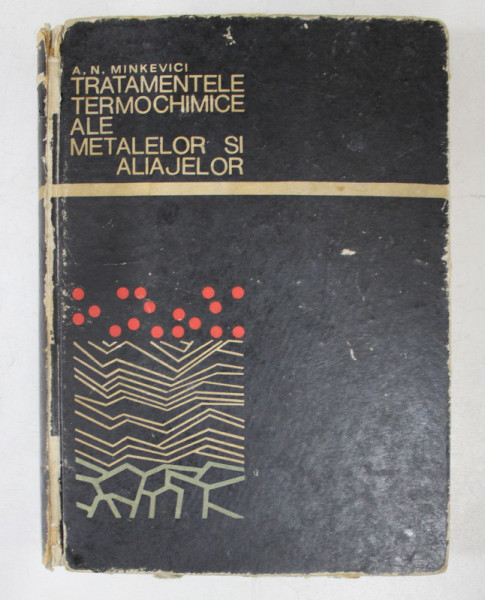 A. N. MINKEVICI
TRATAMENTELE
TERMOCHIMICE
ALE
METALELOR SI
ALIAJELOR